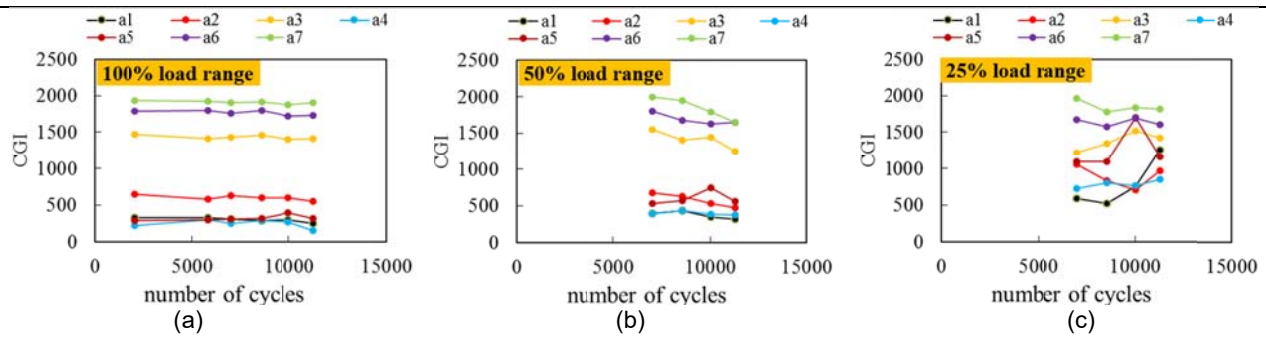 a1 a2 a3 a4
a5 a6 a7
2500
2000
1500
1000
500
0
CGI
100% load range
0 5000 10000 15000
number of cycles
(a)
a1 a2 a3 a4
a5 a6 a7
2500
2000
1500
1000
500
0
CGI
50% load range
0 5000 10000 15000
number of cycles
(b)
a1 a2 a3 a4
a5 a6 a7
2500
2000
1500
1000
500
0
CGI
25% load range
0 5000 10000 15000
number of cycles
(c)